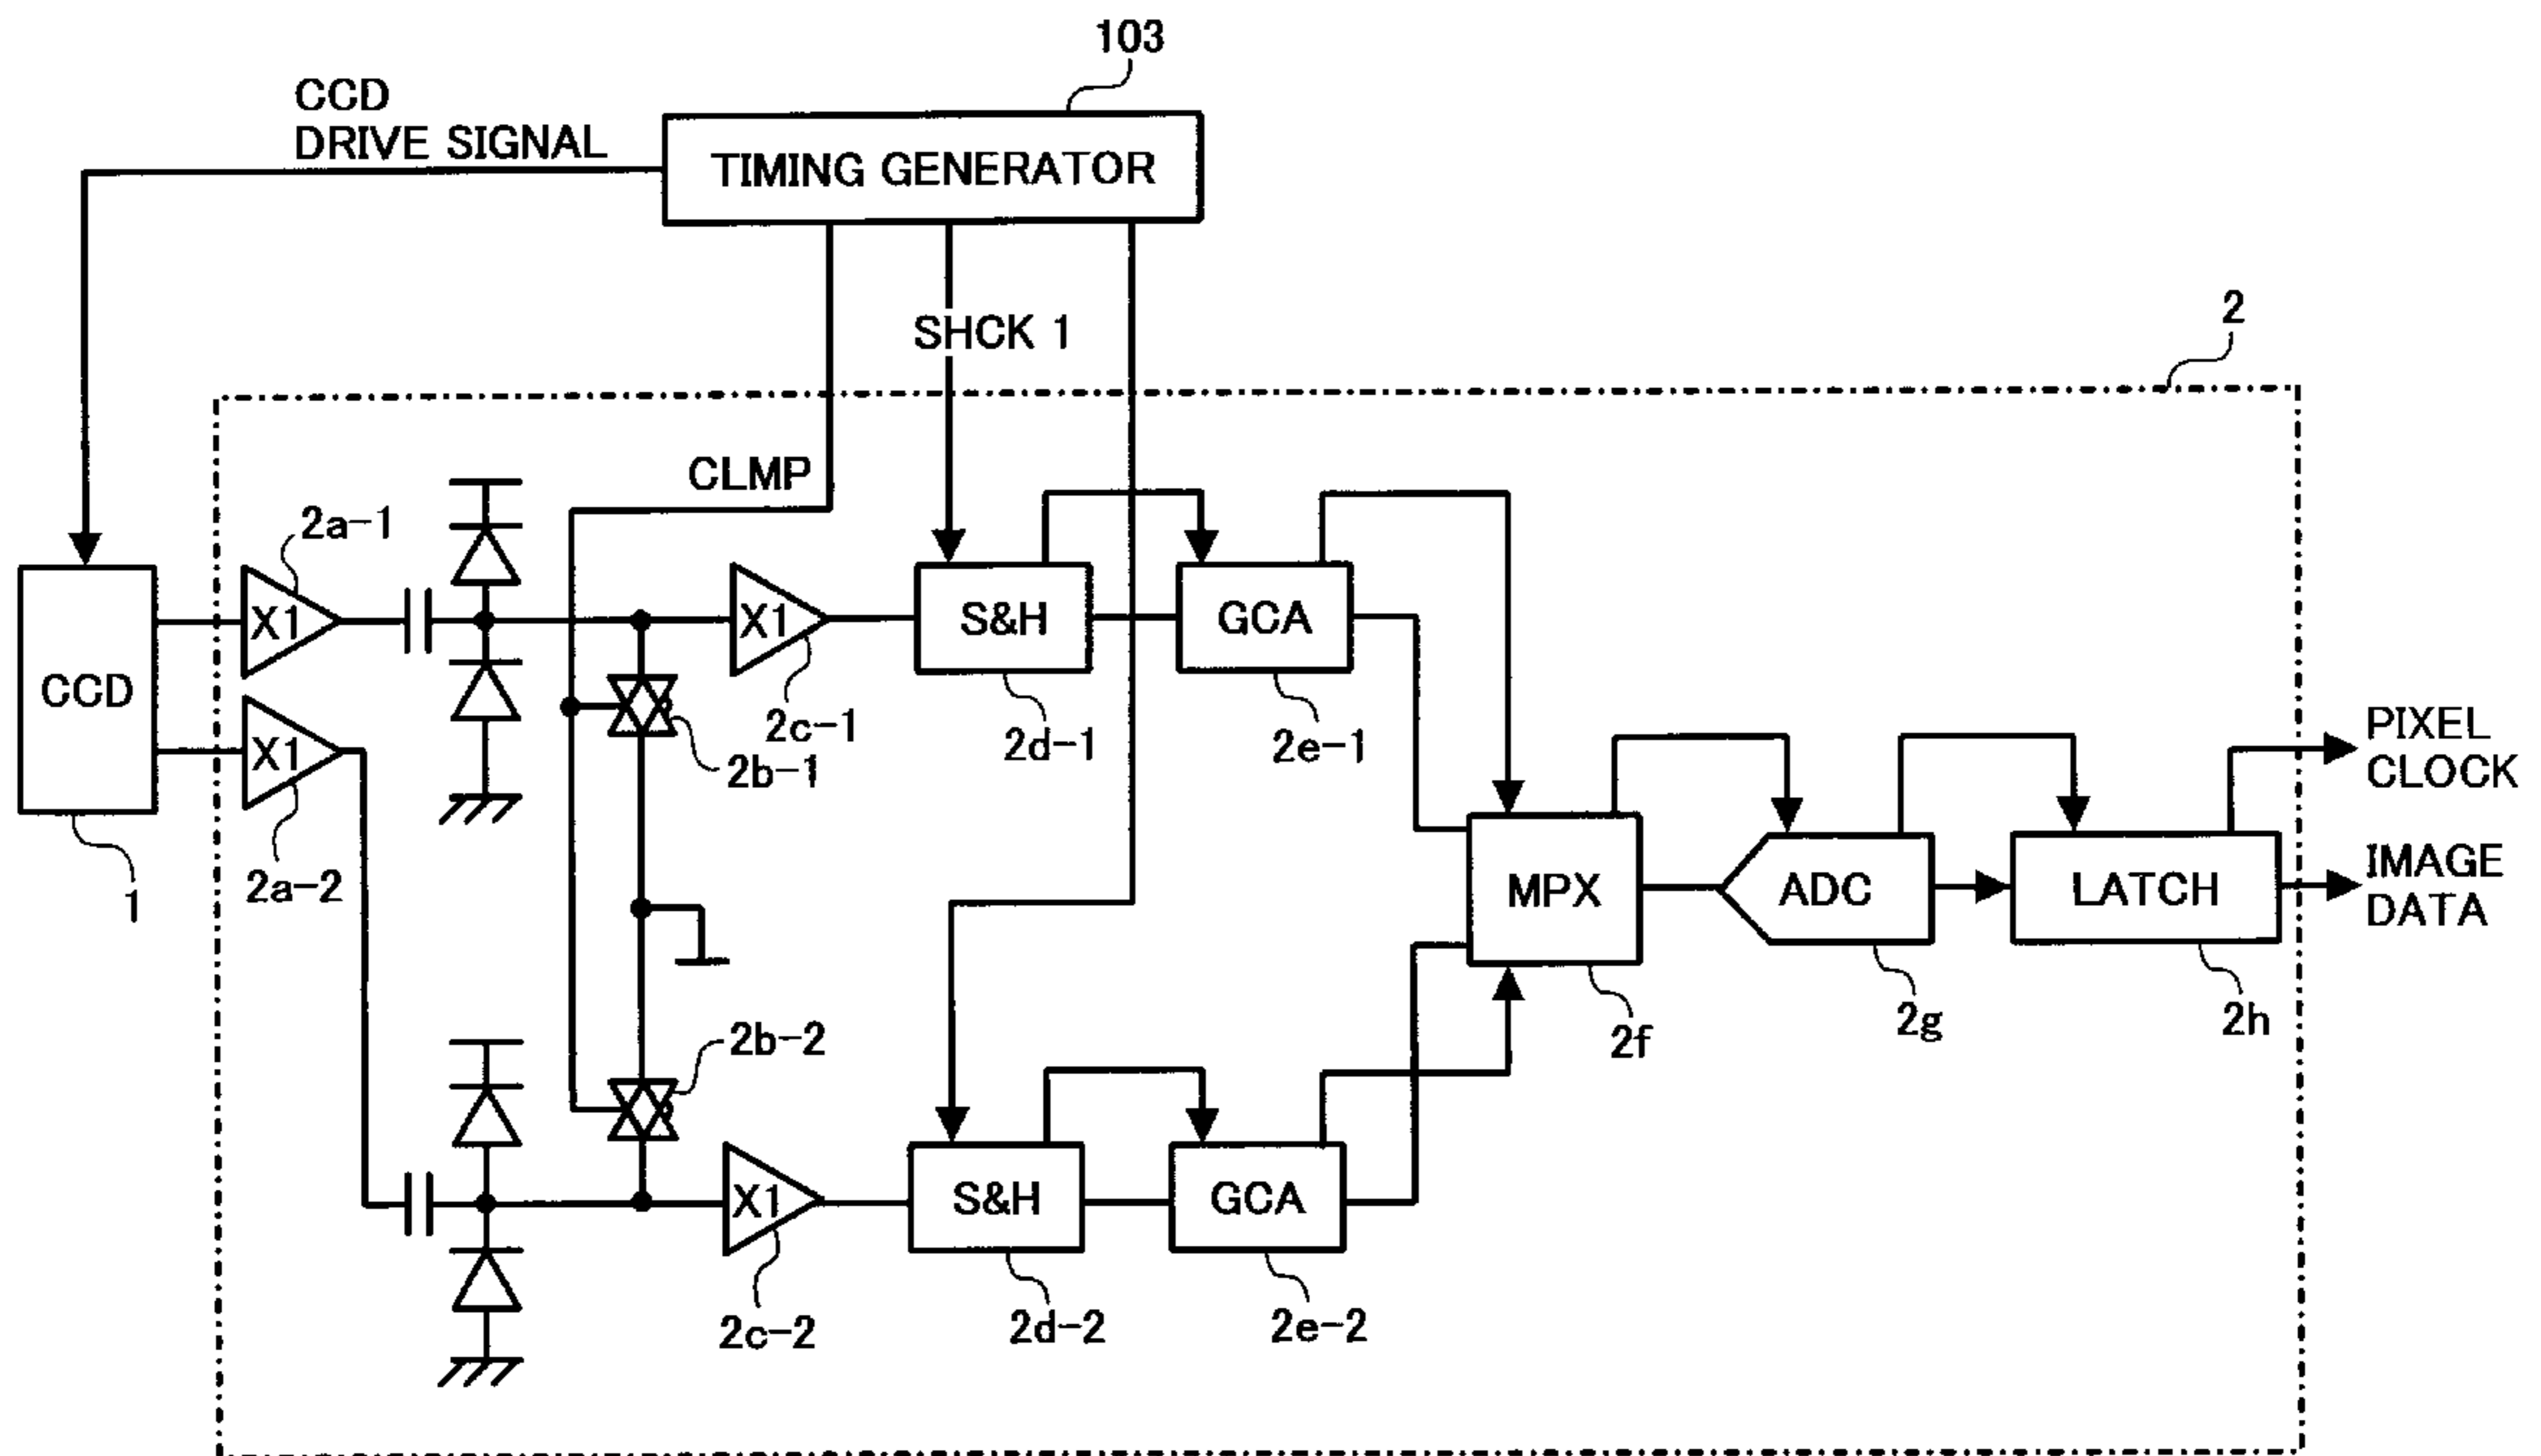 103
CCD
DRIVE SIGNAL
TIMING GENERATOR
SHCK 1
2
CLMP
2a-1
X1
X1
S&H
GCA
CCD
2c-1
2d-1
2e-1
X1
2b-1
PIXEL
CLOCK
1
2a-2
MPX
ADC
LATCH
IMAGE
DATA
2b-2
2f
2g
2h
X1
S&H
GCA
2c-2
2d-2
2e-2